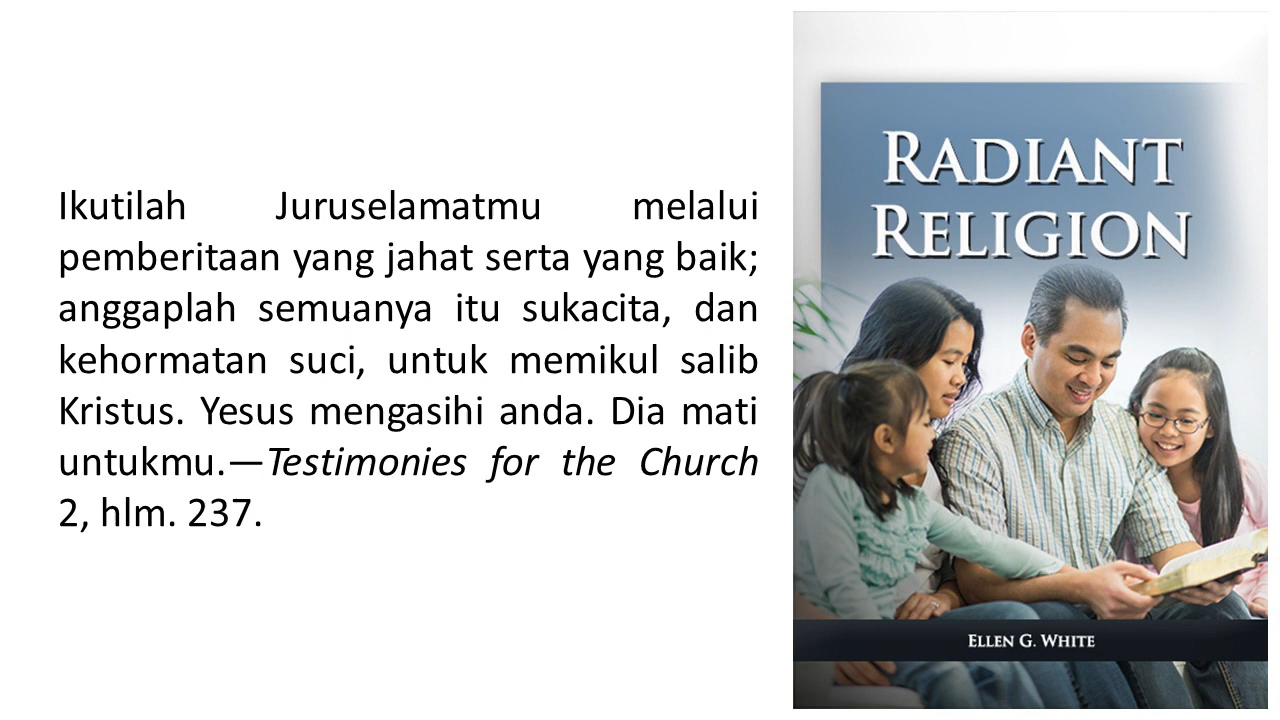 Ikutilah Juruselamatmu melalui
pemberitaan yang jahat serta yang baik;
anggaplah semuanya itu sukacita, dan
kehormatan suci, untuk memikul salib
Kristus. Yesus mengasihi anda. Dia mati
untukmu.—Testimonies for the Church
2, hlm. 237.
RADIANT
RELIGION
ELLEN G. WHITE